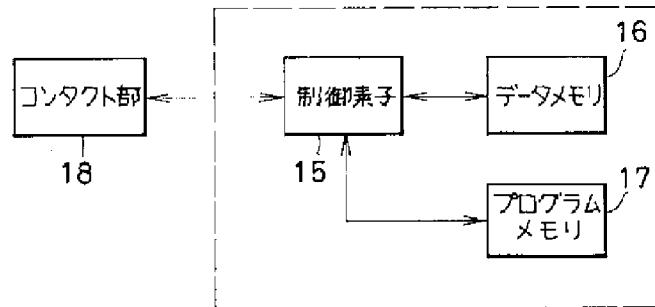 16
コンタクト部
制御素子
データメモリ
18
15
17
プログラム
メモリ